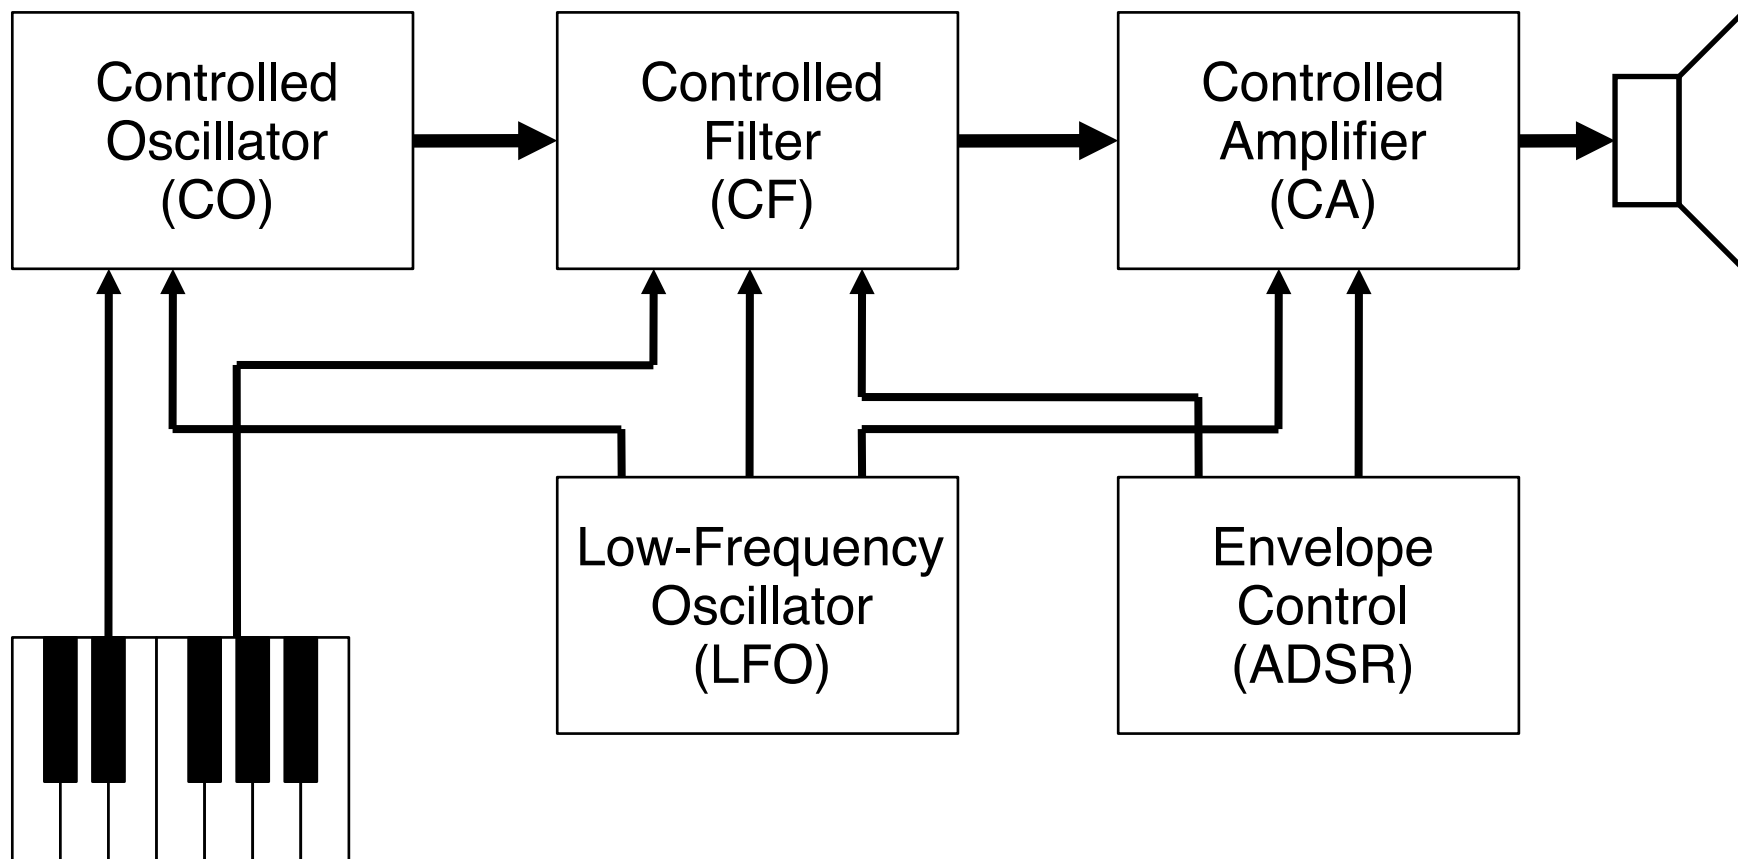 Controlled
Oscillator
(CO)
Controlled
Filter
(CF)
Controlled
Amplifier
(CA)
Low-Frequency
Oscillator
(LFO)
Envelope
Control
(ADSR)